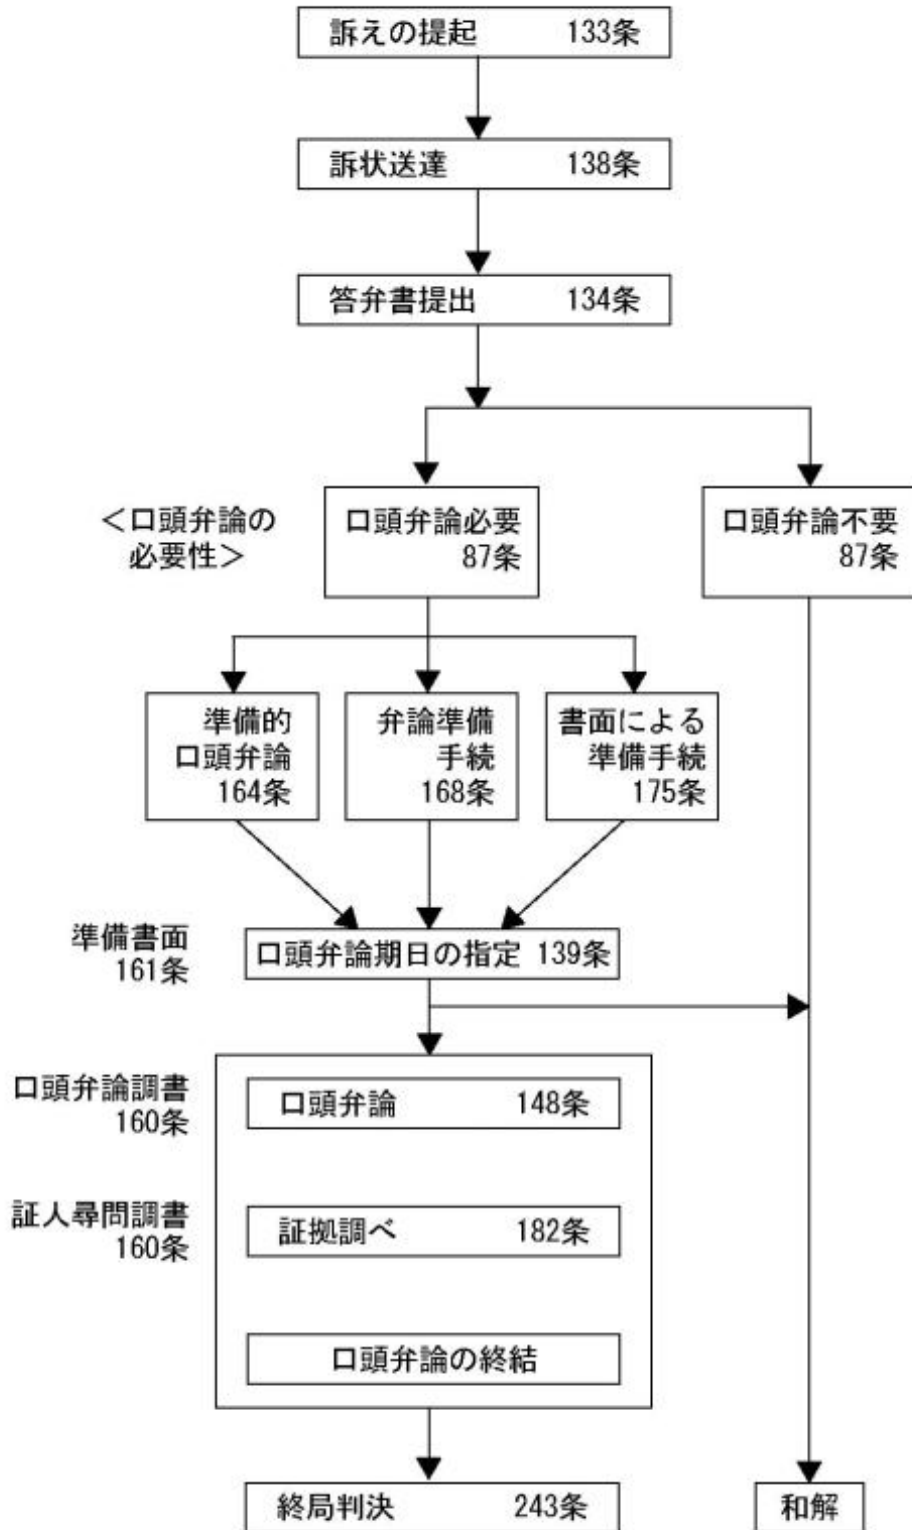 訴えの提起 133条
訴状送達 138条
答弁書提出 134条
＜口頭弁論の
必要性＞
口頭弁論必要
87条
口頭弁論不要
87条
準備的
口頭弁論
164条
弁論準備
手続
168条
書面による
準備手続
175条
準備書面
161条
口頭弁論期日の指定 139条
口頭弁論調書
160条
口頭弁論 148条
証人尋問調書
160条
証拠調べ 182条
口頭弁論の終結
終局判決 243条
和解